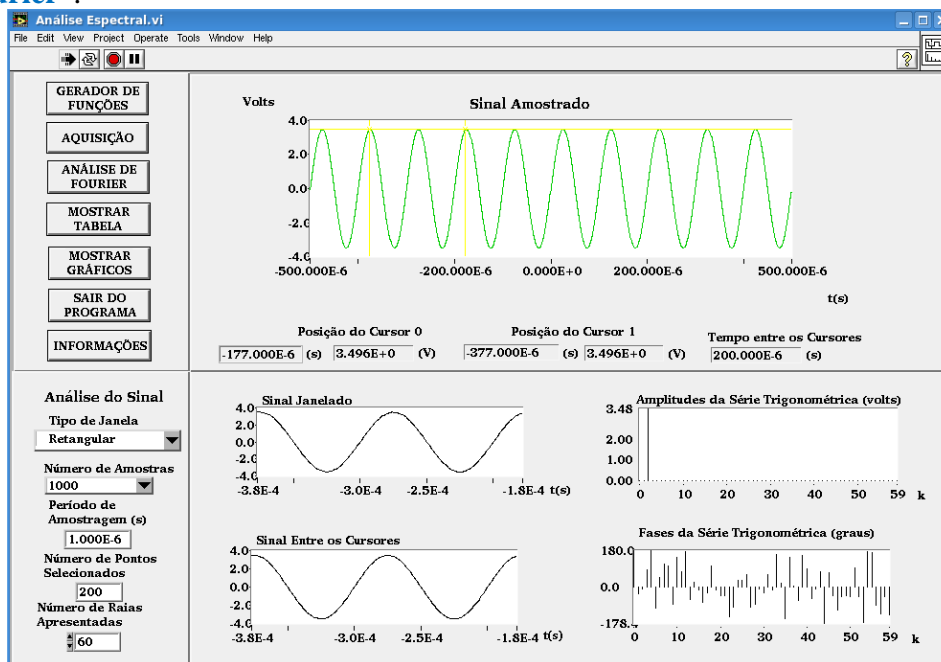 urier".
Análise Espectral.vi
File Edit View Project Operate Tools Window Help
GERADOR DE
FUNÇÕES
AQUISIÇÃO
ANÁLISE DE
FOURIER
MOSTRAR
TABELA
MOSTRAR
GRÁFICOS
SAIR DO
PROGRAMA
INFORMAÇÕES
Volts
Sinal Amostrado
4.0
2.0
0.0
-2.0
-4.0
-500.000E-6 -200.000E-6 0.000E+0 200.000E-6 500.000E-6
t(s)
Posição do Cursor 0 Posição do Cursor 1 Tempo entre os Cursores
-177.000E-6 (s) 3.496E+0 (V) -377.000E-6 (s) 3.496E+0 (V) 200.000E-6 (s)
Análise do Sinal
Tipo de Janela
Retangular
Número de Amostras
1000
Período de
Amostragem (s)
1.000E-6
Número de Pontos
Selecionados
200
Número de Raias
Apresentadas
60
Sinal Janelado
4.0
2.0
0.0
-2.0
-4.0
-3.8E-4 -3.0E-4 -2.5E-4 -1.8E-4 t(s)
Amplitudes da Série Trigonométrica (volts)
3.48
2.00
1.00
0.00
0 10 20 30 40 50 59 k
Sinal Entre os Cursores
4.0
2.0
0.0
-2.0
-4.0
-3.8E-4 -3.0E-4 -2.5E-4 -1.8E-4 t(s)
Fases da Série Trigonométrica (graus)
180.0
0.0
0 10 20 30 40 50 59 k